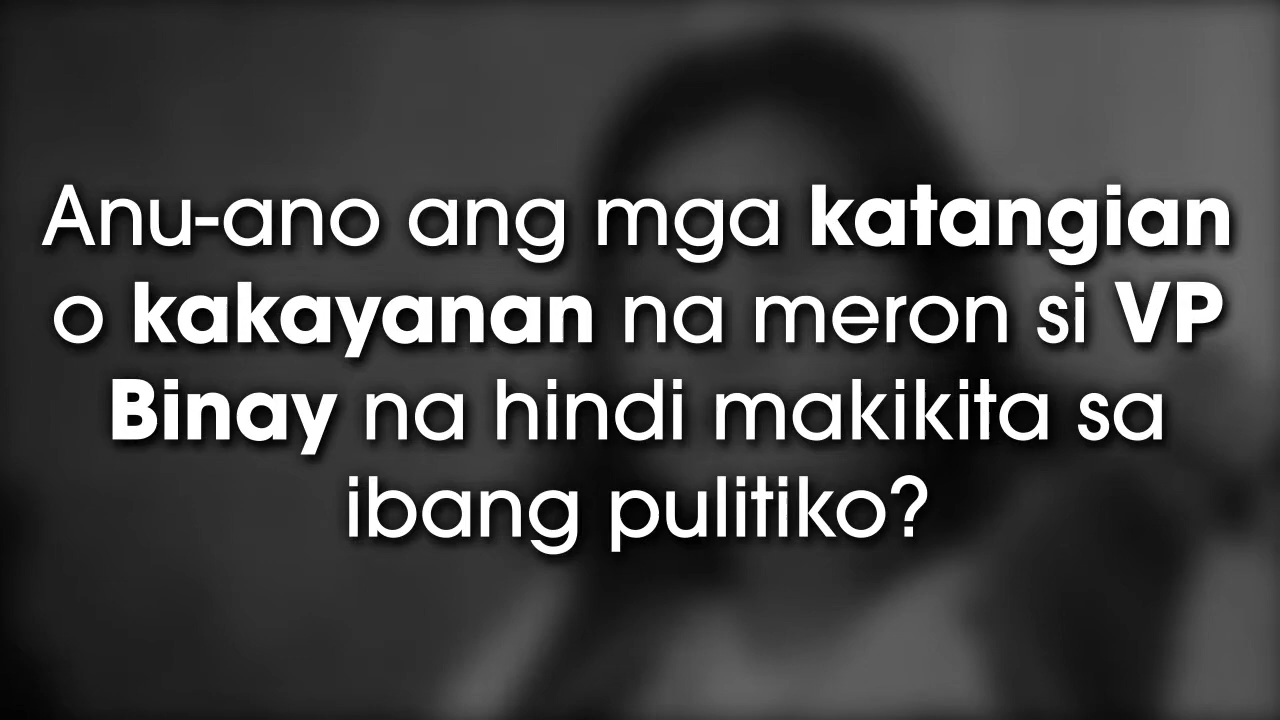 Anu-ano ang mga katangian
o kakayanan na meron si VP
Binay na hindi makikita sa
ibang pulitiko?